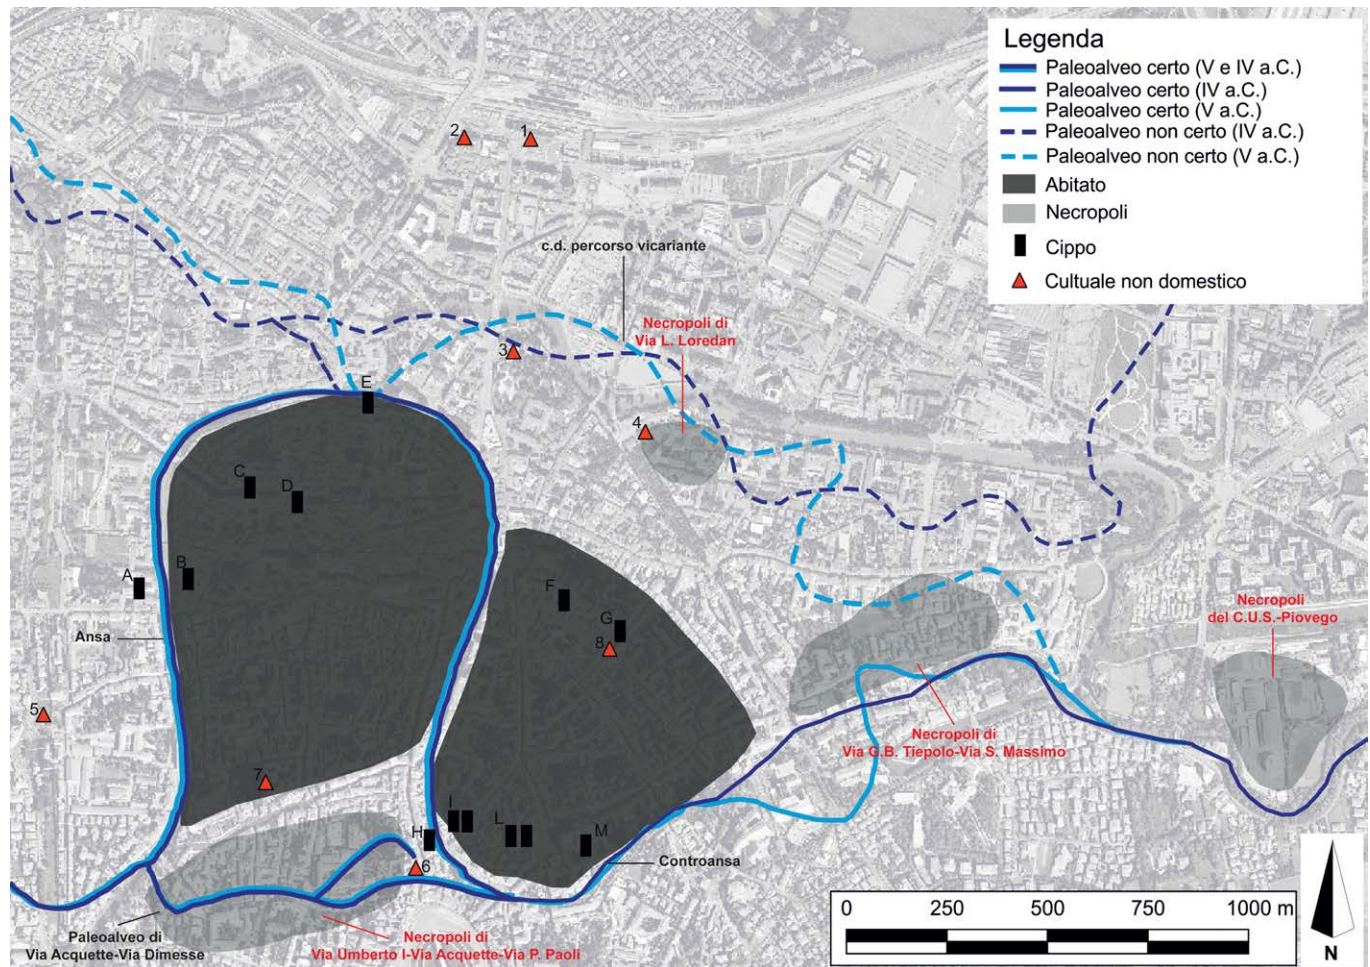 Legenda
Paleoalveo certo (V e IV a.C.)
Paleoalveo certo (IV a.C.)
Paleoalveo certo (V a.C.)
Paleoalveo non certo (IV a.C.)
Paleoalveo non certo (V a.C.)
Abitato
Necropoli
Cippo
Cultuale non domestico
2
1
c.d. percorso vicariante
Necropoli di
Via L. Loredan
3
E
4
C
D
A
B
F
G
8
Ansa
Necropoli
del C.U.S.-Piovego
5
Necropoli di
Via G.B. Tiepolo-Via S. Massimo
7
I
L
H
M
6
Controansa
Paleoalveo di
Via Acquette-Via Dimesse
Necropoli di
Via Umberto I-Via Acquette-Via P. Paoli
0 250 500 750 1000 m
N